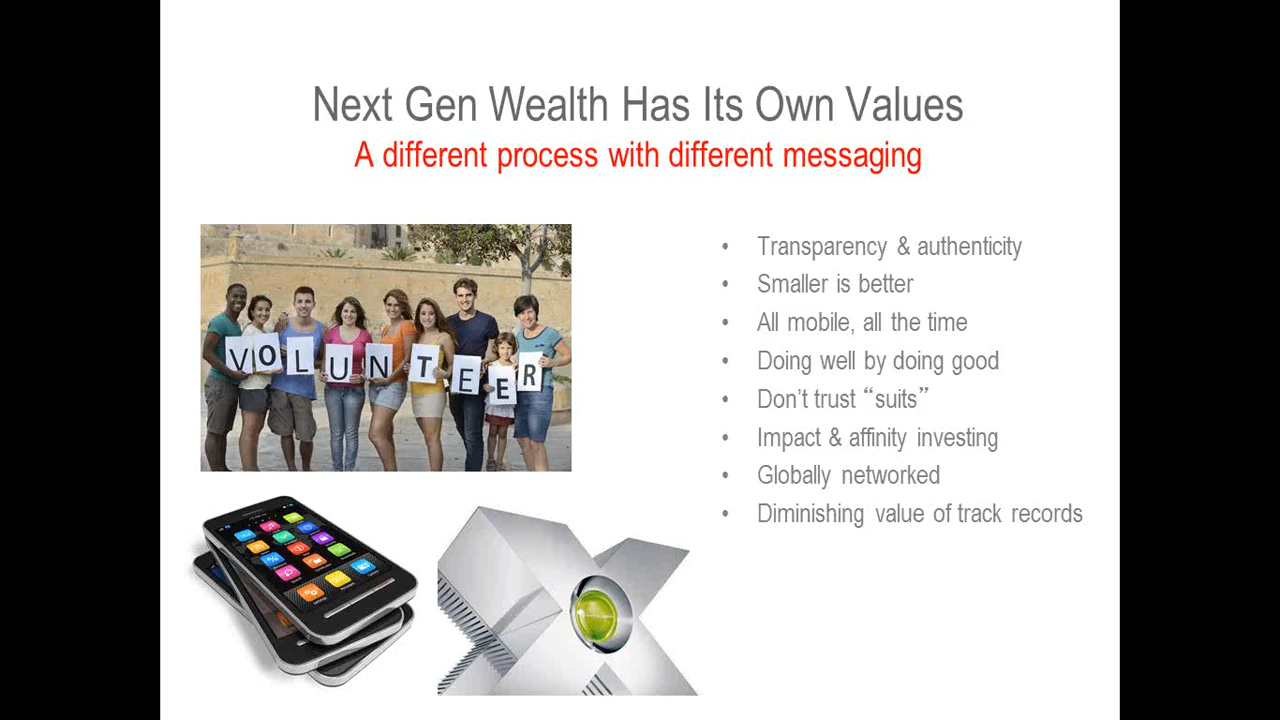 Next Gen Wealth Has Its Own Values
A different process with different messaging
VOLUNTEER
• Transparency & authenticity
• Smaller is better
• All mobile, all the time
• Doing well by doing good
• Don’t trust “suits”
• Impact & affinity investing
• Globally networked
• Diminishing value of track records